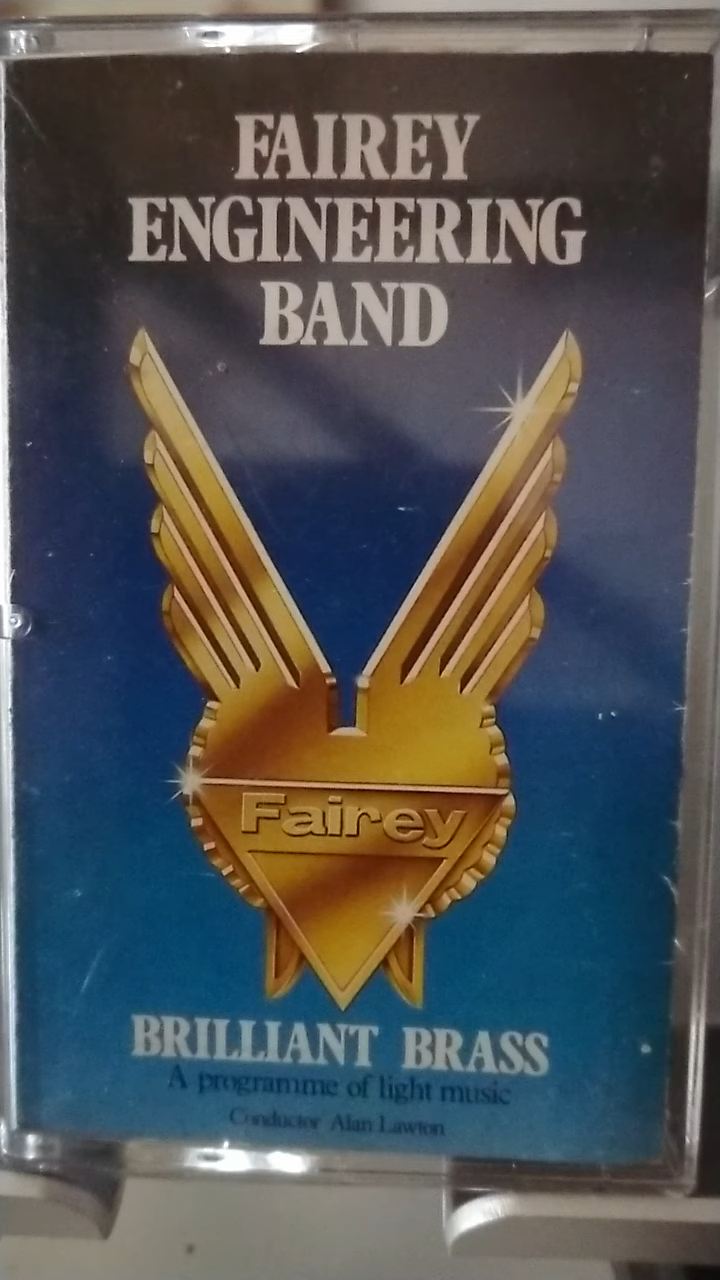 FAIREY
ENGINEERING
BAND
Fairey
BRILLIANT BRASS
A programme of light music
Conductor Alan Lawton